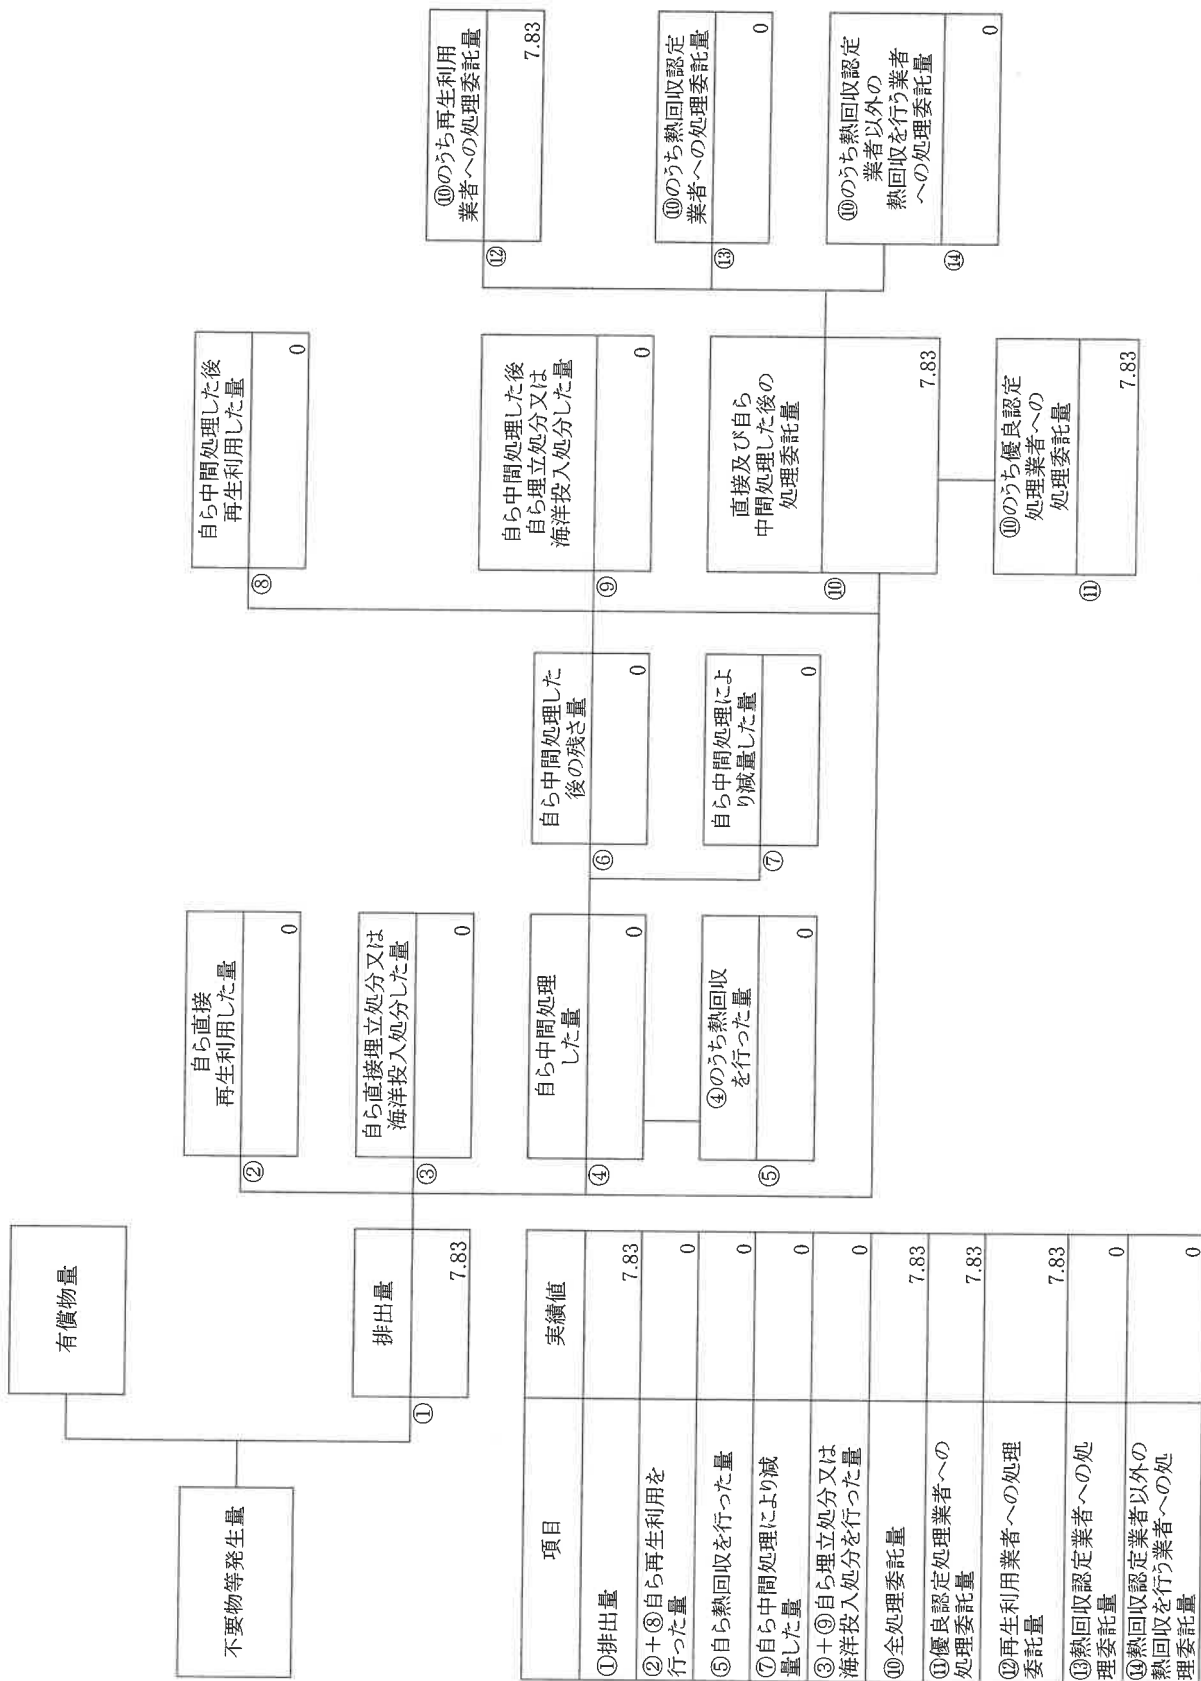 不要物等発生量
有償物量
①
排出量
7.83
②
自ら直接
再生利用した量
0
③
自ら直接埋立処分又は
海洋投入処分した量
0
④
自ら中間処理
した量
0
⑤
④のうち熱回収
を行った量
0
⑥
自ら中間処理した
後の残さ量
0
⑦
自ら中間処理によ
り減量した量
0
⑧
自ら中間処理した後
再生利用した量
0
⑨
自ら中間処理した後
自ら埋立処分又は
海洋投入処分した量
0
⑩
直接及び自ら
中間処理した後の
処理委託量
7.83
⑪
⑩のうち優良認定
処理業者への
処理委託量
7.83
⑫
⑩のうち再生利用
業者への処理委託量
7.83
⑬
⑩のうち熱回収認定
業者への処理委託量
0
⑭
⑩のうち熱回収認定
業者以外の
熱回収を行う業者
への処理委託量
0
項目 実績値
①排出量 7.83
②+⑧自ら再生利用を
行った量 0
⑤自ら熱回収を行った量 0
⑦自ら中間処理により減
量した量 0
③+⑨自ら埋立処分又は
海洋投入処分を行った量 0
⑩全処理委託量 7.83
⑪優良認定処理業者への
処理委託量 7.83
⑫再生利用業者への処理
委託量 7.83
⑬熱回収認定業者への処
理委託量 0
⑭熱回収認定業者以外の
熱回収を行う業者への処
理委託量 0